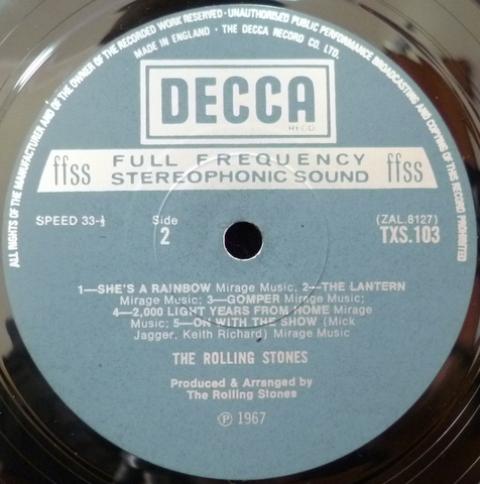 ALL RIGHTS OF THE MANUFACTURER AND OF THE OWNER OF THE RECORDED WORK RESERVED · UNAUTHORISED PUBLIC PERFORMANCE BROADCASTING AND COPYING OF THIS RECORD PROHIBITED
MADE IN ENGLAND · THE DECCA RECORD CO. LTD.
DECCA
REGD
ffss FULL FREQUENCY ffss
STEREOPHONIC SOUND
SPEED 33-⅓ Side (ZAL.8127)
2 TXS.103
1—SHE'S A RAINBOW Mirage Music; 2—THE LANTERN
Mirage Music; 3—GOMPER Mirage Music;
4—2,000 LIGHT YEARS FROM HOME Mirage
Music; 5—ON WITH THE SHOW (Mick
Jagger, Keith Richard) Mirage Music
THE ROLLING STONES
Produced & Arranged by
The Rolling Stones
℗ 1967